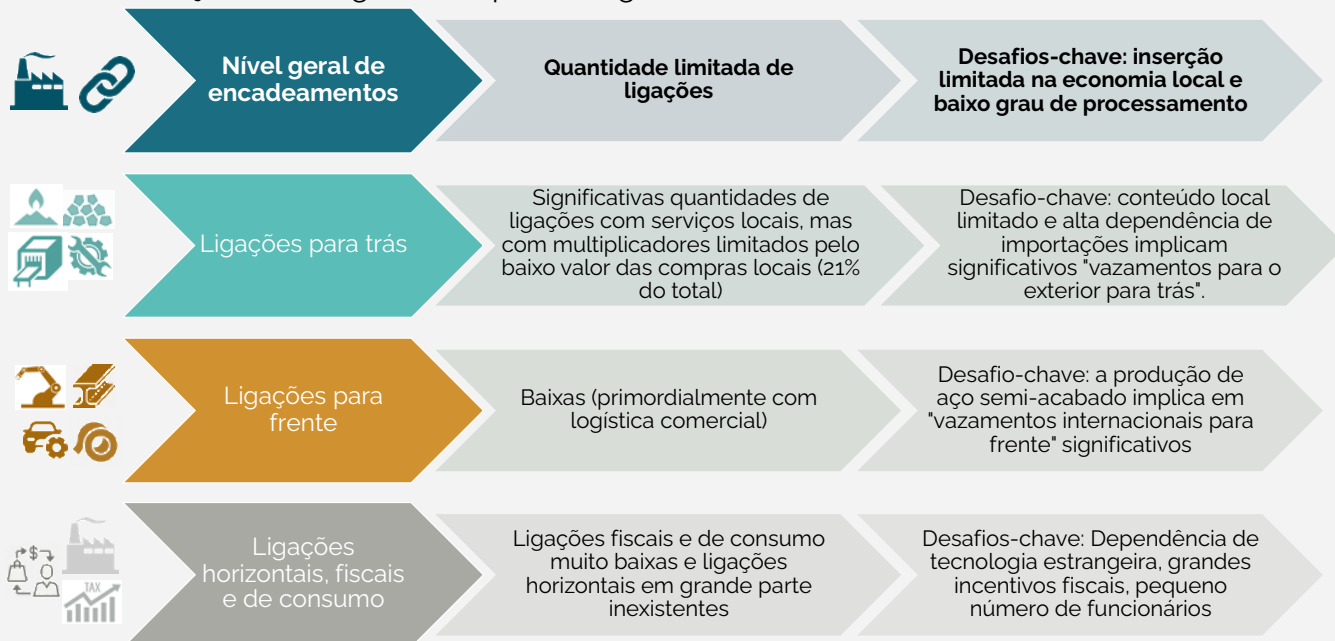 Nível geral de
encadeamentos
Quantidade limitada de
ligações
Desafios-chave: inserção
limitada na economia local e
baixo grau de processamento
Ligações para trás
Significativas quantidades de
ligações com serviços locais, mas
com multiplicadores limitados pelo
baixo valor das compras locais (21%
do total)
Desafio-chave: conteúdo local
limitado e alta dependência de
importações implicam
significativos "vazamentos para o
exterior para trás".
Ligações para
frente
Baixas (primordialmente com
logística comercial)
Desafio-chave: a produção de
aço semi-acabado implica em
"vazamentos internacionais para
frente" significativos
TAX
Ligações
horizontais, fiscais
e de consumo
Ligações fiscais e de consumo
muito baixas e ligações
horizontais em grande parte
inexistentes
Desafios-chave: Dependência de
tecnologia estrangeira, grandes
incentivos fiscais, pequeno
número de funcionários